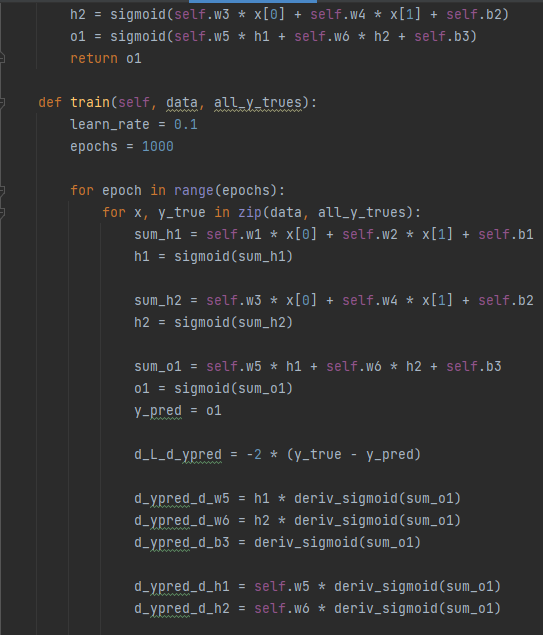 h2 = sigmoid(self.w3 * x[0] + self.w4 * x[1] + self.b2)
o1 = sigmoid(self.w5 * h1 + self.w6 * h2 + self.b3)
return o1
def train(self, data, all_y_trues):
learn_rate = 0.1
epochs = 1000
for epoch in range(epochs):
for x, y_true in zip(data, all_y_trues):
sum_h1 = self.w1 * x[0] + self.w2 * x[1] + self.b1
h1 = sigmoid(sum_h1)
sum_h2 = self.w3 * x[0] + self.w4 * x[1] + self.b2
h2 = sigmoid(sum_h2)
sum_o1 = self.w5 * h1 + self.w6 * h2 + self.b3
o1 = sigmoid(sum_o1)
y_pred = o1
d_L_d_ypred = -2 * (y_true - y_pred)
d_ypred_d_w5 = h1 * deriv_sigmoid(sum_o1)
d_ypred_d_w6 = h2 * deriv_sigmoid(sum_o1)
d_ypred_d_b3 = deriv_sigmoid(sum_o1)
d_ypred_d_h1 = self.w5 * deriv_sigmoid(sum_o1)
d_ypred_d_h2 = self.w6 * deriv_sigmoid(sum_o1)